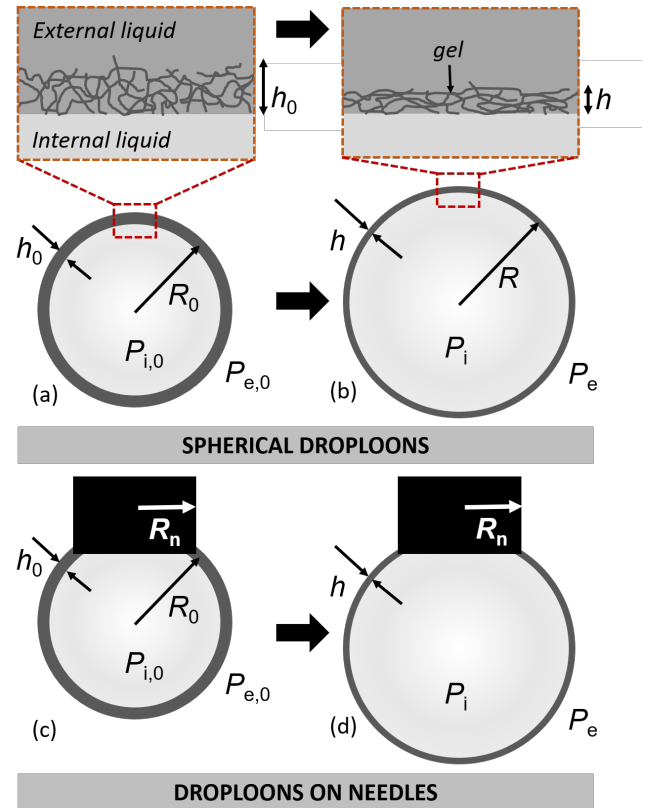 External liquid
gel
h0
h
Internal liquid
h0
R0
h
R
Pi,0
Pi
Pe,0
Pe
(a)
(b)
SPHERICAL DROPLOONS
Rn
Rn
h0
R0
h
Pi,0
Pi
Pe,0
Pe
(c)
(d)
DROPLOONS ON NEEDLES